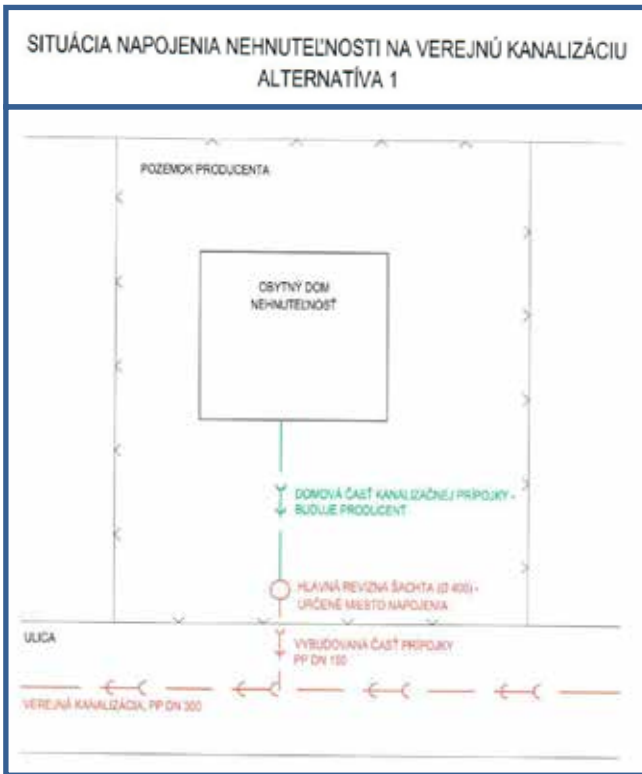 SITUÁCIA NAPOJENIA NEHNUTEĽNOSTI NA VEREJNÚ KANALIZÁCIU
ALTERNATÍVA 1
POZEMOK PRODUCENTA
OBYTNÝ DOM
NEHNUTEĽNOSŤ
DOMOVÁ ČASŤ KANALIZAČNEJ PRÍPOJKY -
BUDUJE PRODUCENT
HLAVNÁ REVÍZNA ŠACHTA (Ø 400) -
URČENÉ MIESTO NAPOJENIA
ULICA
VYBUDOVANÁ ČASŤ PRÍPOJKY
PP DN 150
VEREJNÁ KANALIZÁCIA, PP DN 300